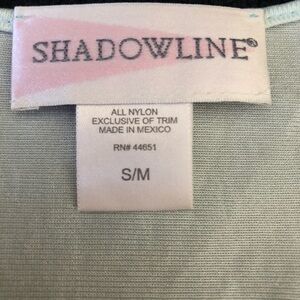 SHADOWLINE®
ALL NYLON
EXCLUSIVE OF TRIM
MADE IN MEXICO
RN# 44651
S/M